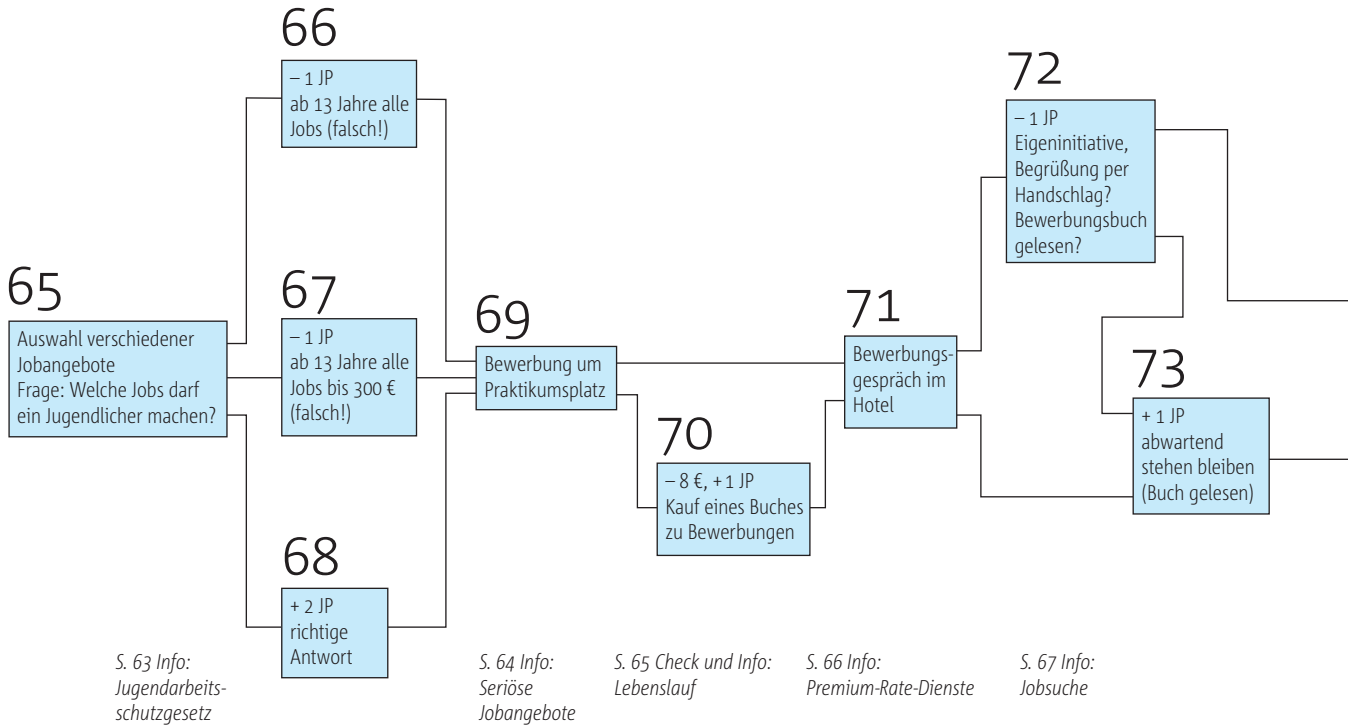 65
Auswahl verschiedener
Jobangebote
Frage: Welche Jobs darf
ein Jugendlicher machen?
66
– 1 JP
ab 13 Jahre alle
Jobs (falsch!)
67
– 1 JP
ab 13 Jahre alle
Jobs bis 300 €
(falsch!)
68
+ 2 JP
richtige
Antwort
69
Bewerbung um
Praktikumsplatz
70
– 8 €, + 1 JP
Kauf eines Buches
zu Bewerbungen
71
Bewerbungs-
gespräch im
Hotel
72
– 1 JP
Eigeninitiative,
Begrüßung per
Handschlag?
Bewerbungsbuch
gelesen?
73
+ 1 JP
abwartend
stehen bleiben
(Buch gelesen)
S. 63 Info:
Jugendarbeits-
schutzgesetz
S. 64 Info:
Seriöse
Jobangebote
S. 65 Check und Info:
Lebenslauf
S. 66 Info:
Premium-Rate-Dienste
S. 67 Info:
Jobsuche